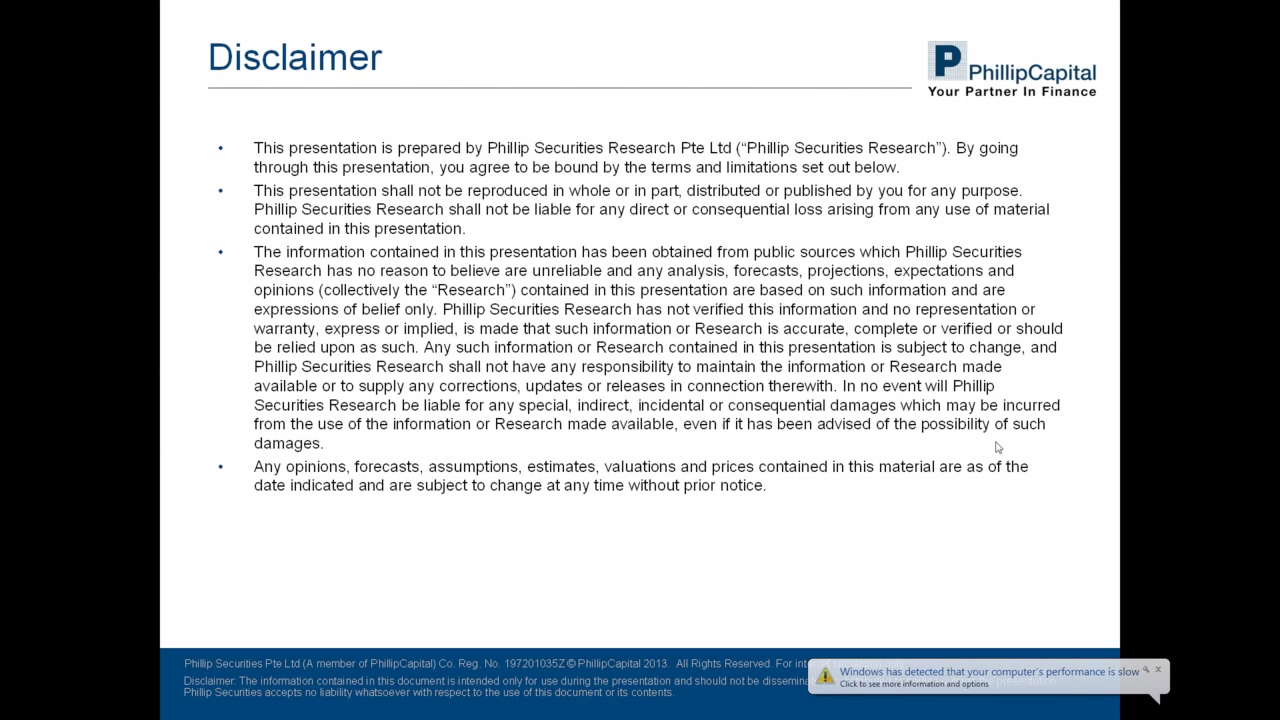 Disclaimer
P PhillipCapital
Your Partner In Finance
• This presentation is prepared by Phillip Securities Research Pte Ltd (“Phillip Securities Research”). By going
through this presentation, you agree to be bound by the terms and limitations set out below.
• This presentation shall not be reproduced in whole or in part, distributed or published by you for any purpose.
Phillip Securities Research shall not be liable for any direct or consequential loss arising from any use of material
contained in this presentation.
• The information contained in this presentation has been obtained from public sources which Phillip Securities
Research has no reason to believe are unreliable and any analysis, forecasts, projections, expectations and
opinions (collectively the “Research”) contained in this presentation are based on such information and are
expressions of belief only. Phillip Securities Research has not verified this information and no representation or
warranty, express or implied, is made that such information or Research is accurate, complete or verified or should
be relied upon as such. Any such information or Research contained in this presentation is subject to change, and
Phillip Securities Research shall not have any responsibility to maintain the information or Research made
available or to supply any corrections, updates or releases in connection therewith. In no event will Phillip
Securities Research be liable for any special, indirect, incidental or consequential damages which may be incurred
from the use of the information or Research made available, even if it has been advised of the possibility of such
damages.
• Any opinions, forecasts, assumptions, estimates, valuations and prices contained in this material are as of the
date indicated and are subject to change at any time without prior notice.
Phillip Securities Pte Ltd (A member of PhillipCapital) Co. Reg. No. 197201035Z © PhillipCapital 2013. All Rights Reserved. For
Disclaimer: The information contained in this document is intended only for use during the presentation and should not be
Phillip Securities accepts no liability whatsoever with respect to the use of this document or its contents.
Windows has detected that your computer's performance is slow
Click to see more information and options